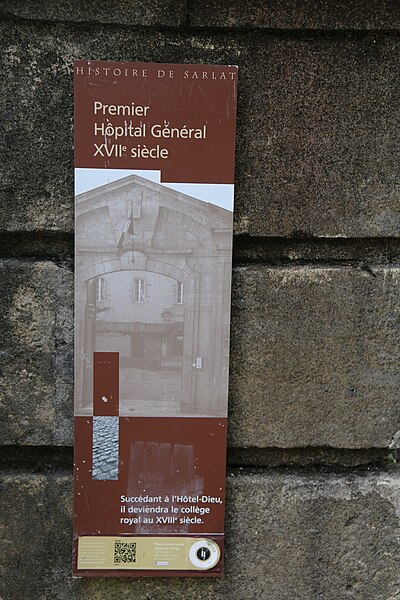 HISTOIRE DE SARLAT
Premier
Hôpital Général
XVIIe siècle
Succédant à l'Hôtel-Dieu,
il deviendra le collège
royal au XVIIIe siècle.